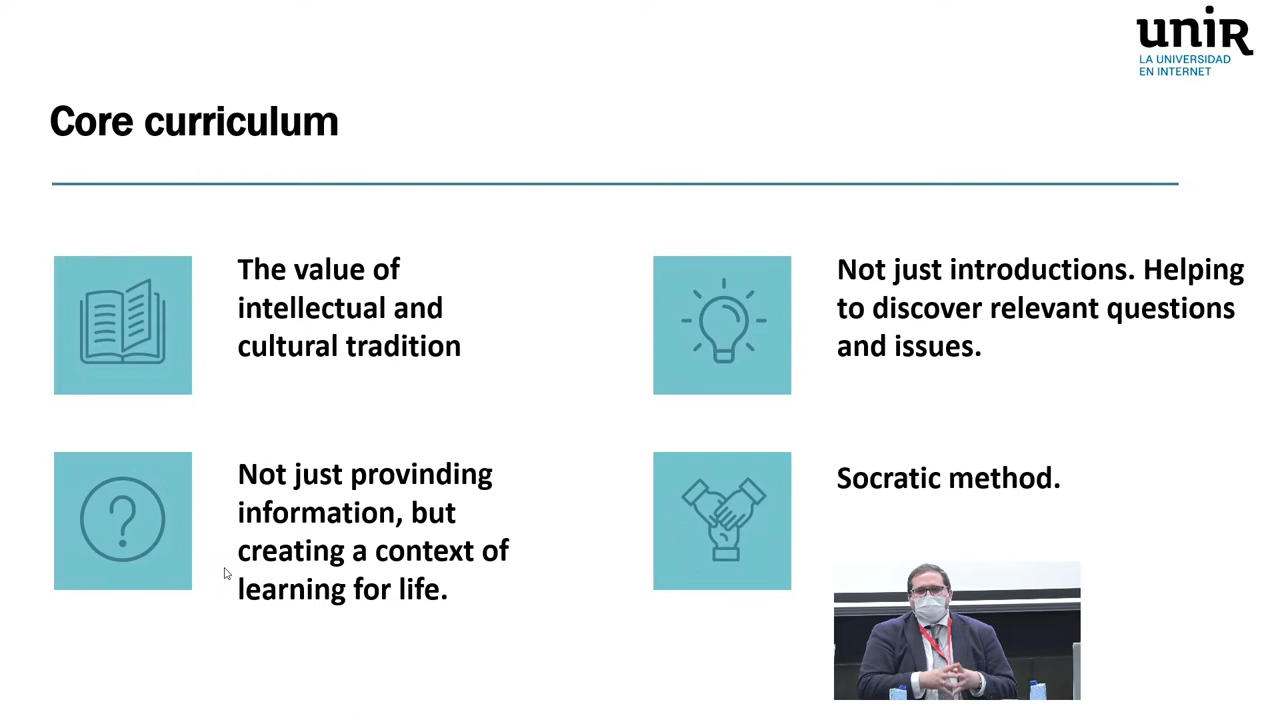 uniR
LA UNIVERSIDAD
EN INTERNET
Core curriculum
The value of
intellectual and
cultural tradition
Not just introductions. Helping
to discover relevant questions
and issues.
Not just provinding
information, but
creating a context of
learning for life.
Socratic method.